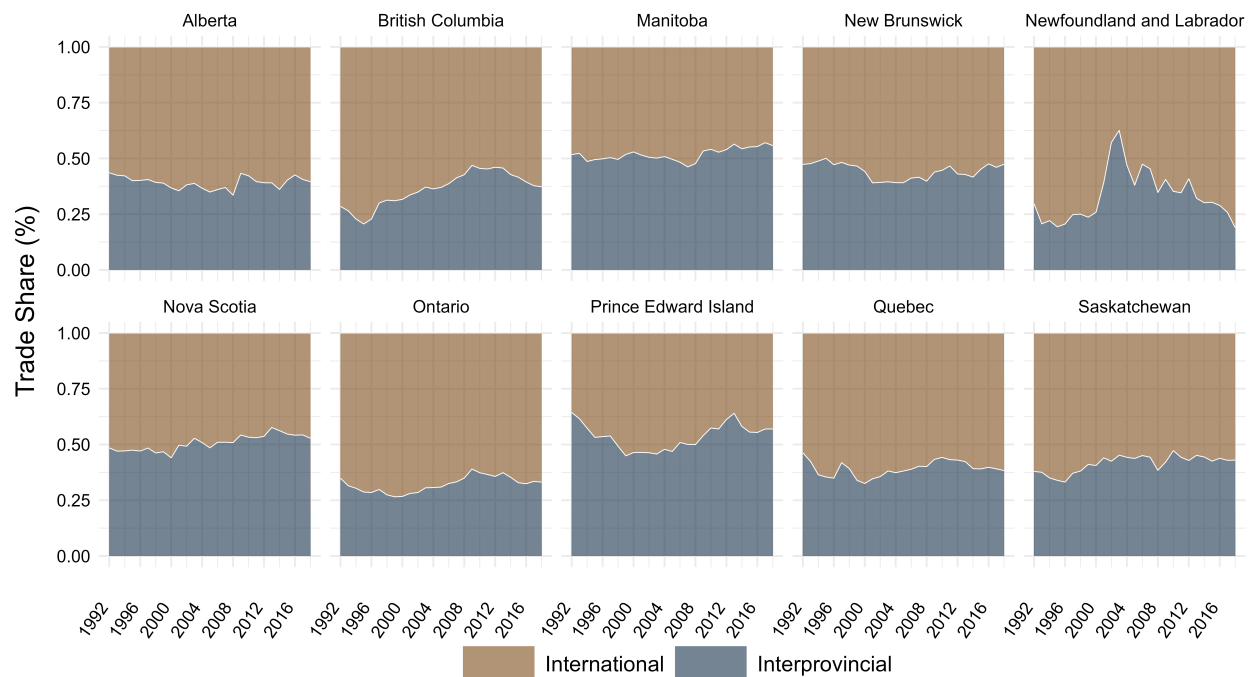 Alberta British Columbia Manitoba New Brunswick Newfoundland and Labrador
1.00
0.75
0.50
0.25
0.00
Trade Share (%)
Nova Scotia Ontario Prince Edward Island Quebec Saskatchewan
1.00
0.75
0.50
0.25
0.00
1992 1996 2000 2004 2008 2012 2016 1992 1996 2000 2004 2008 2012 2016 1992 1996 2000 2004 2008 2012 2016 1992 1996 2000 2004 2008 2012 2016 1992 1996 2000 2004 2008 2012 2016
International Interprovincial